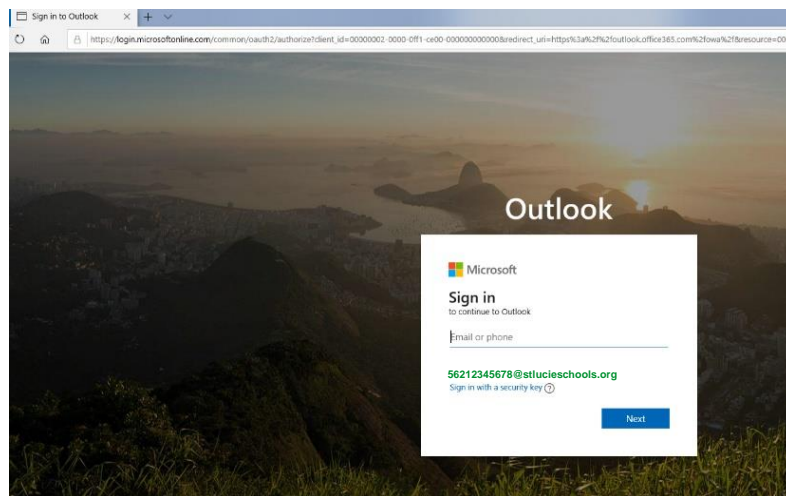 Sign in to Outlook
https://login.microsoftonline.com/common/oauth2/authorize?client_id=00000002-0000-0ff1-ce00-000000000000&redirect_uri=https%3a%2f%2foutlook.office365.com%2fowa%2f&resource=00
Outlook
Microsoft
Sign in
to continue to Outlook
Email or phone
56212345678@stlucieschools.org
Sign in with a security key ?
Next